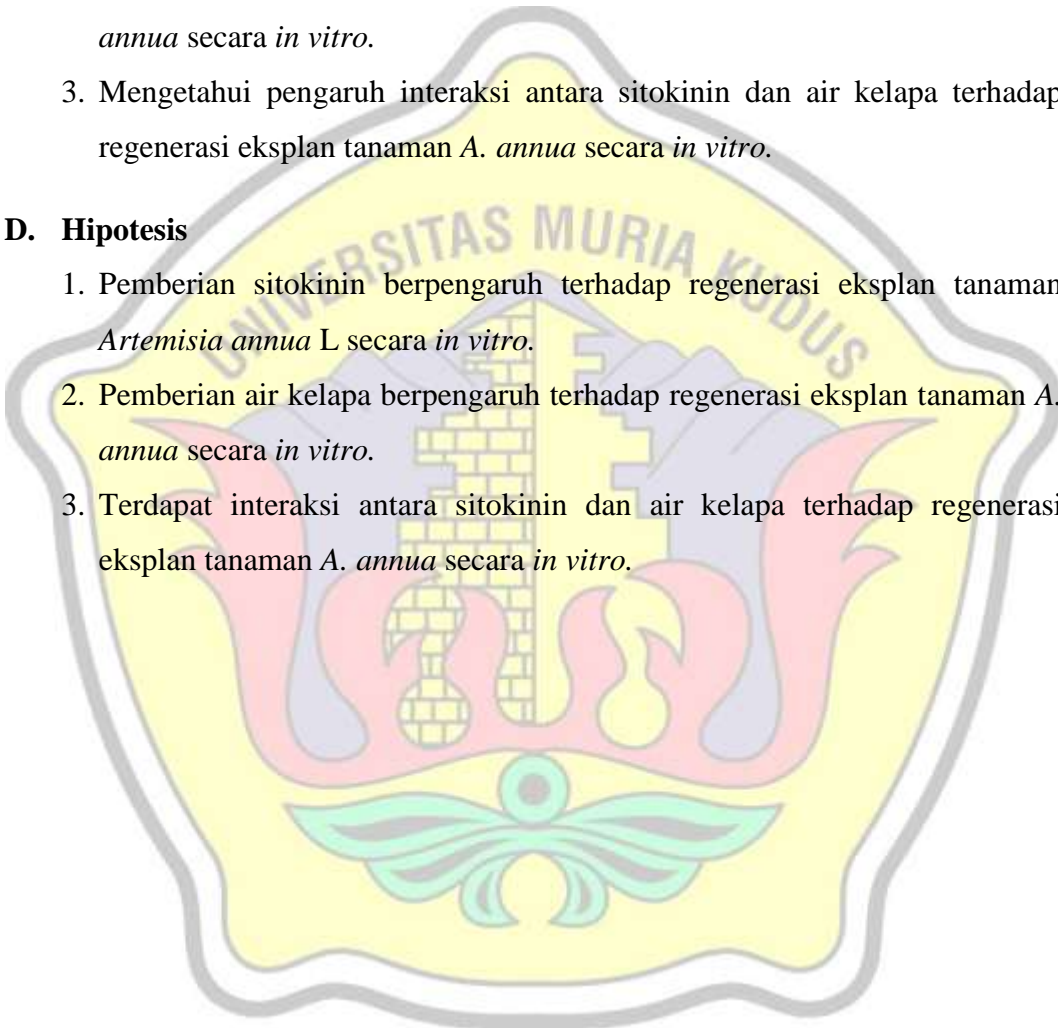 annua secara in vitro.
3. Mengetahui pengaruh interaksi antara sitokinin dan air kelapa terhadap
regenerasi eksplan tanaman A. annua secara in vitro.
D. Hipotesis
UNIVERSITAS MURIA KUDUS
1. Pemberian sitokinin berpengaruh terhadap regenerasi eksplan tanaman
Artemisia annua L secara in vitro.
2. Pemberian air kelapa berpengaruh terhadap regenerasi eksplan tanaman A.
annua secara in vitro.
3. Terdapat interaksi antara sitokinin dan air kelapa terhadap regenerasi
eksplan tanaman A. annua secara in vitro.